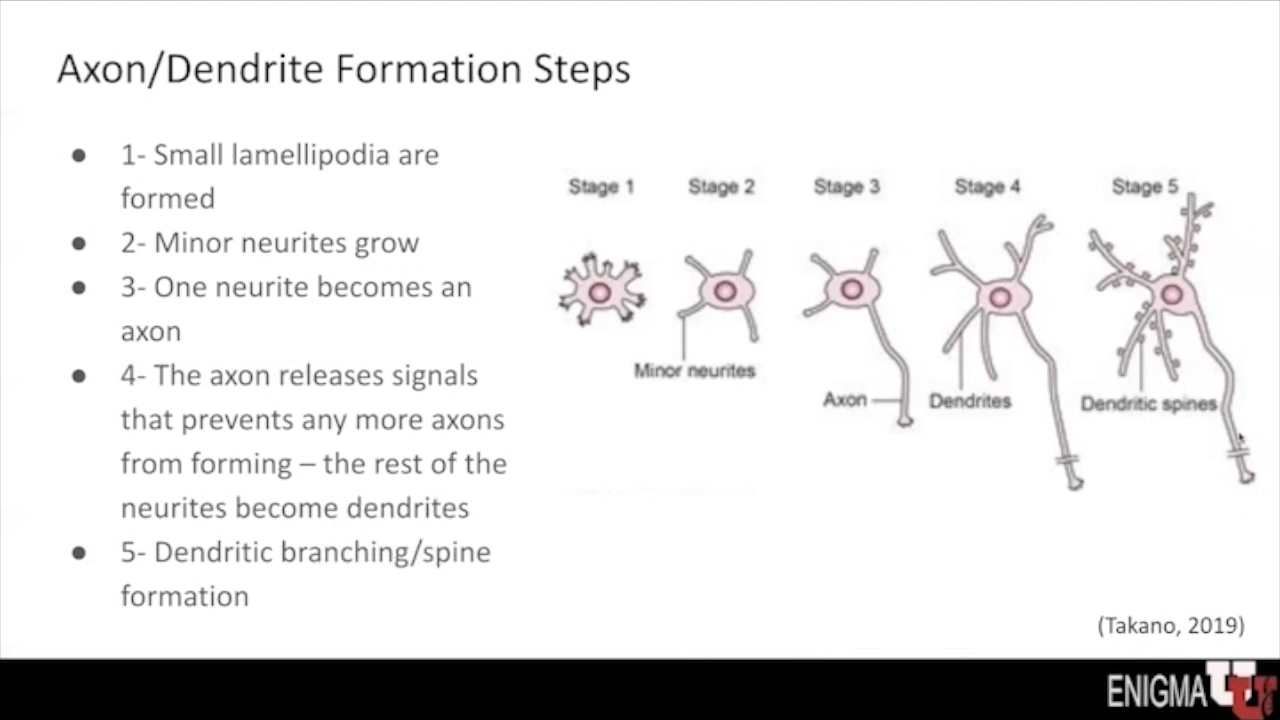 Axon/Dendrite Formation Steps
● 1- Small lamellipodia are
formed
● 2- Minor neurites grow
● 3- One neurite becomes an
axon
● 4- The axon releases signals
that prevents any more axons
from forming – the rest of the
neurites become dendrites
● 5- Dendritic branching/spine
formation
Stage 1 Stage 2 Stage 3 Stage 4 Stage 5
Minor neurites
Axon
Dendrites
Dendritic spines
(Takano, 2019)
ENIGMA